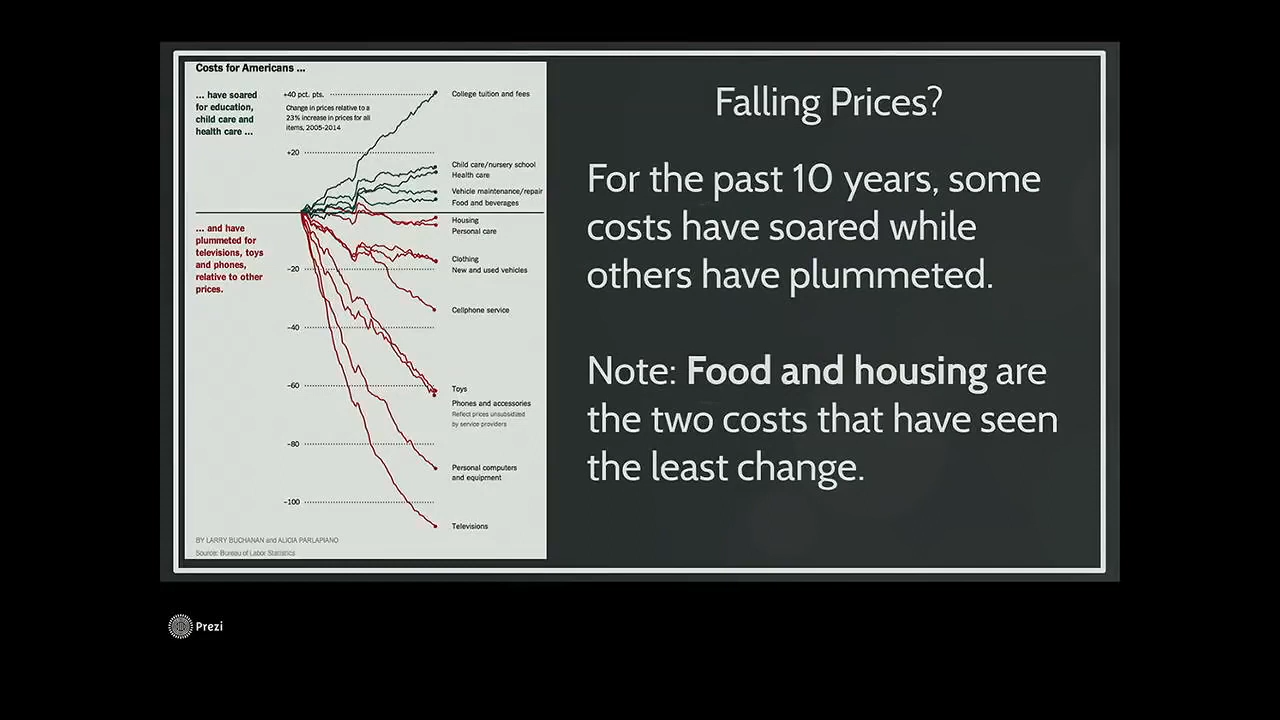 Costs for Americans ...
... have soared
for education,
child care and
health care ...
+40 pct. pts.
Change in prices relative to a
23% increase in prices for all
items, 2005-2014
+20
College tuition and fees
Child care/nursery school
Health care
Vehicle maintenance/repair
Food and beverages
... and have
plummeted for
televisions, toys
and phones,
relative to other
prices.
Housing
Personal care
Clothing
New and used vehicles
Cellphone service
Toys
Phones and accessories
Reflect prices unsubsidized
by service providers
Personal computers
and equipment
Televisions
−20
−40
−60
−80
−100
BY LARRY BUCHANAN and ALICIA PARLAPIANO
Source: Bureau of Labor Statistics
Falling Prices?
For the past 10 years, some
costs have soared while
others have plummeted.
Note: Food and housing are
the two costs that have seen
the least change.
Prezi